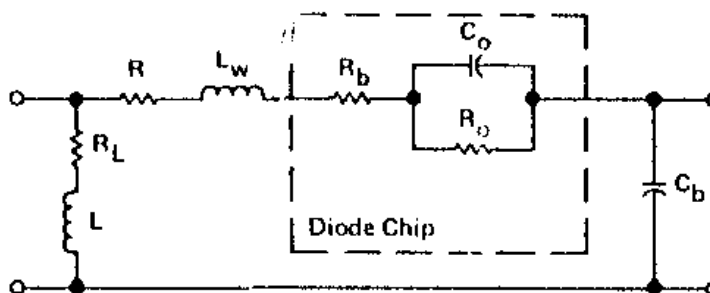 C_o
R
L_w
R_b
R_o
R_L
L
C_b
Diode Chip